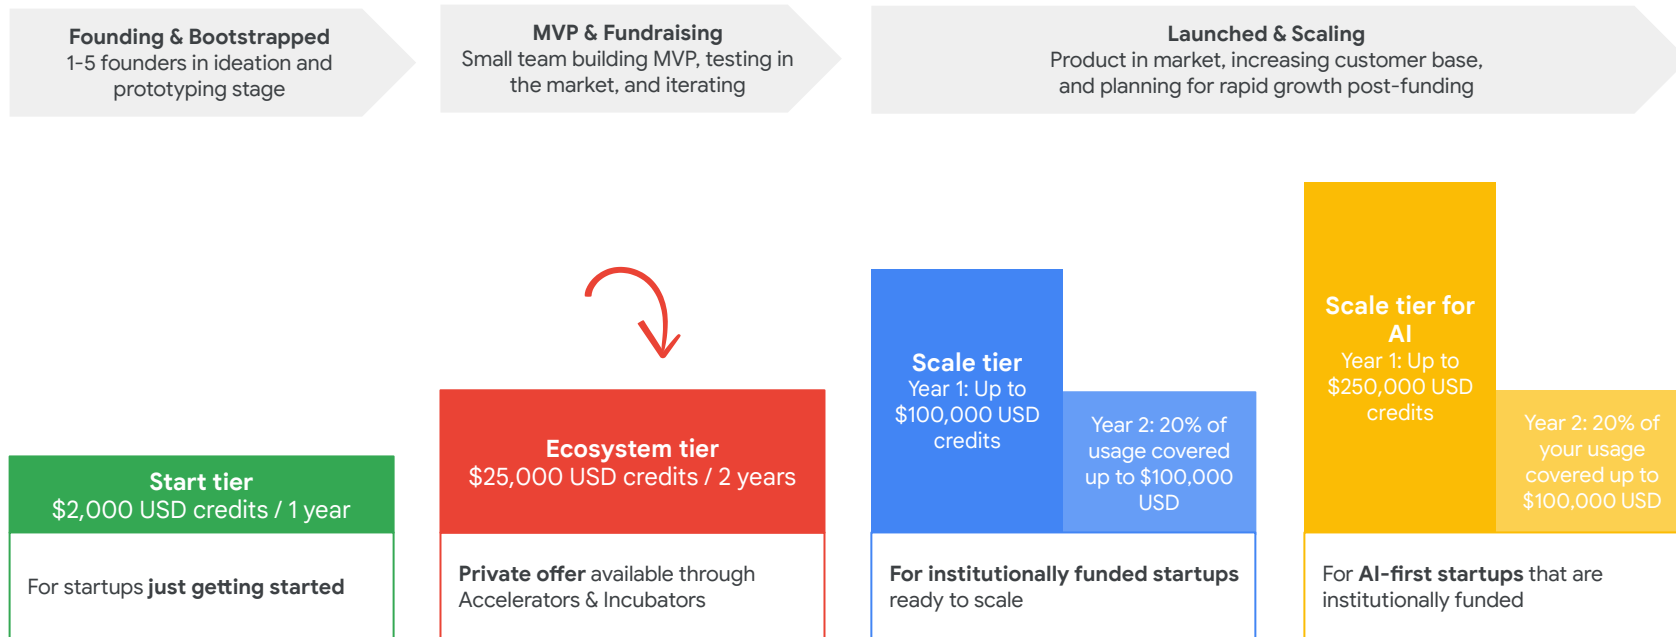 Founding & Bootstrapped
1-5 founders in ideation and
prototyping stage
MVP & Fundraising
Small team building MVP, testing in
the market, and iterating
Launched & Scaling
Product in market, increasing customer base,
and planning for rapid growth post-funding
Start tier
$2,000 USD credits / 1 year
For startups just getting started
Ecosystem tier
$25,000 USD credits / 2 years
Private offer available through
Accelerators & Incubators
Scale tier
Year 1: Up to
$100,000 USD
credits
Year 2: 20% of
usage covered
up to $100,000
USD
For institutionally funded startups
ready to scale
Scale tier for
AI
Year 1: Up to
$250,000 USD
credits
Year 2: 20% of
your usage
covered up to
$100,000 USD
For AI-first startups that are
institutionally funded